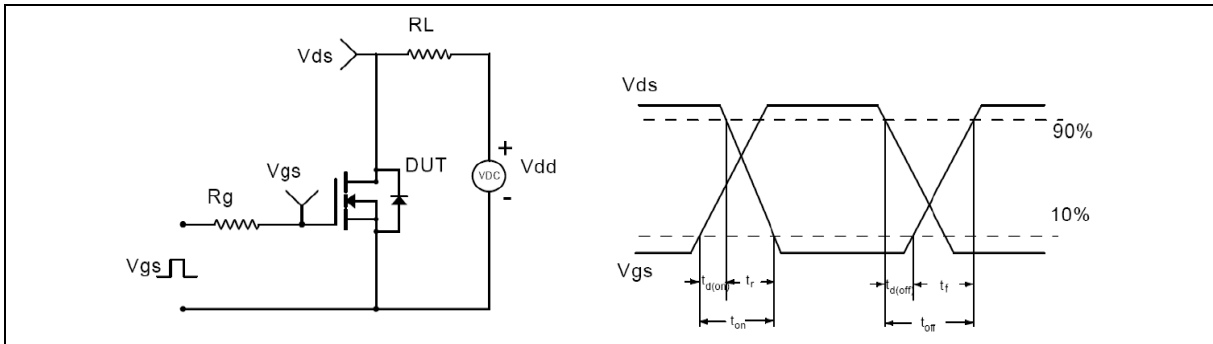 RL
Vds
Vgs
DUT
Rg
+
VDC
Vdd
-
Vgs
Vds
90%
10%
Vgs
td(on)
tr
td(off)
tf
ton
toff